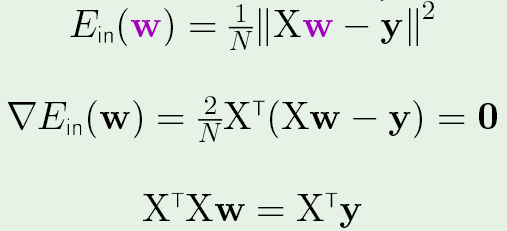 E_in(w) = 1/N ‖Xw − y‖²
∇E_in(w) = 2/N Xᵀ(Xw − y) = 0
XᵀXw = Xᵀy